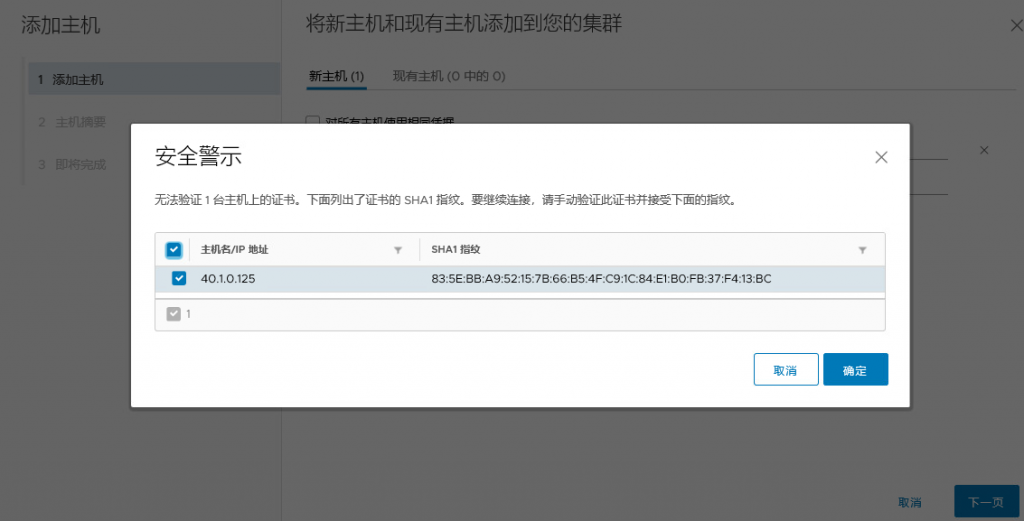 添加主机
将新主机和现有主机添加到您的集群
1 添加主机
新主机 (1) 现有主机 (0 中的 0)
2 主机摘要
对所有主机使用相同凭据
3 即将完成
安全警示
无法验证 1 台主机上的证书。下面列出了证书的 SHA1 指纹。要继续连接，请手动验证此证书并接受下面的指纹。
主机名/IP 地址 SHA1 指纹
40.1.0.125 83:5E:BB:A9:52:15:7B:66:B5:4F:C9:1C:84:E1:B0:FB:37:F4:13:BC
1
取消 确定
取消 下一页